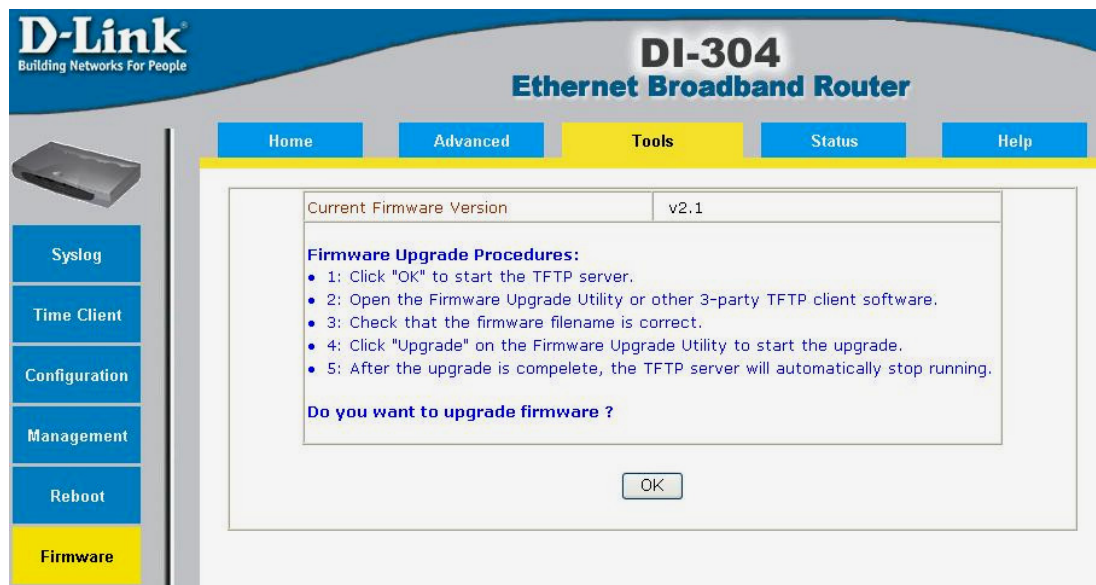 D-Link
Building Networks for People
DI-304
Ethernet Broadband Router
Home
Advanced
Tools
Status
Help
Syslog
Time Client
Configuration
Management
Reboot
Firmware
Current Firmware Version v2.1
Firmware Upgrade Procedures:
• 1: Click "OK" to start the TFTP server.
• 2: Open the Firmware Upgrade Utility or other 3-party TFTP client software.
• 3: Check that the firmware filename is correct.
• 4: Click "Upgrade" on the Firmware Upgrade Utility to start the upgrade.
• 5: After the upgrade is compelete, the TFTP server will automatically stop running.
Do you want to upgrade firmware ?
OK